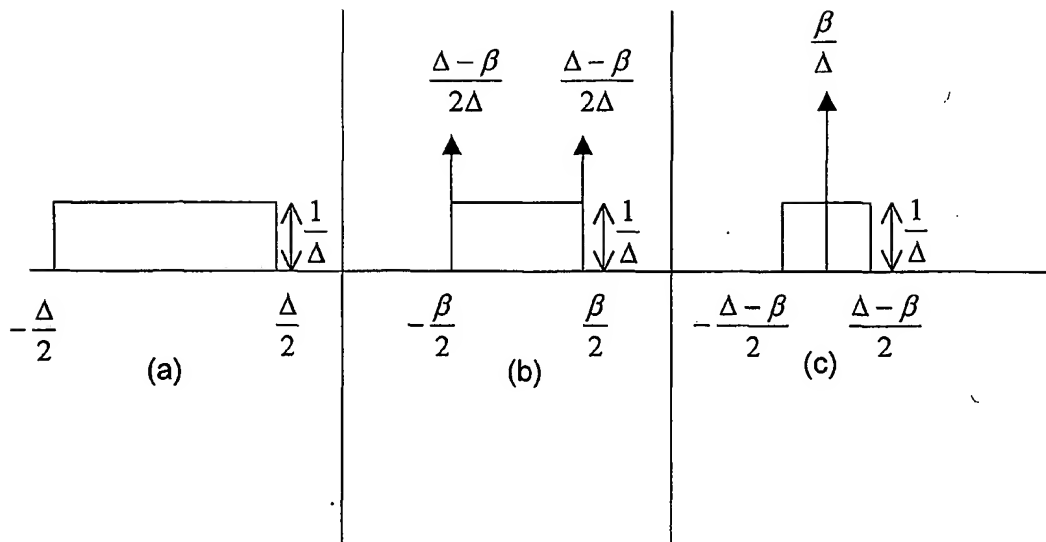 β/Δ
(Δ − β)/2Δ
(Δ − β)/2Δ
1/Δ
1/Δ
1/Δ
−Δ/2
Δ/2
−β/2
β/2
−(Δ − β)/2
(Δ − β)/2
(a)
(b)
(c)